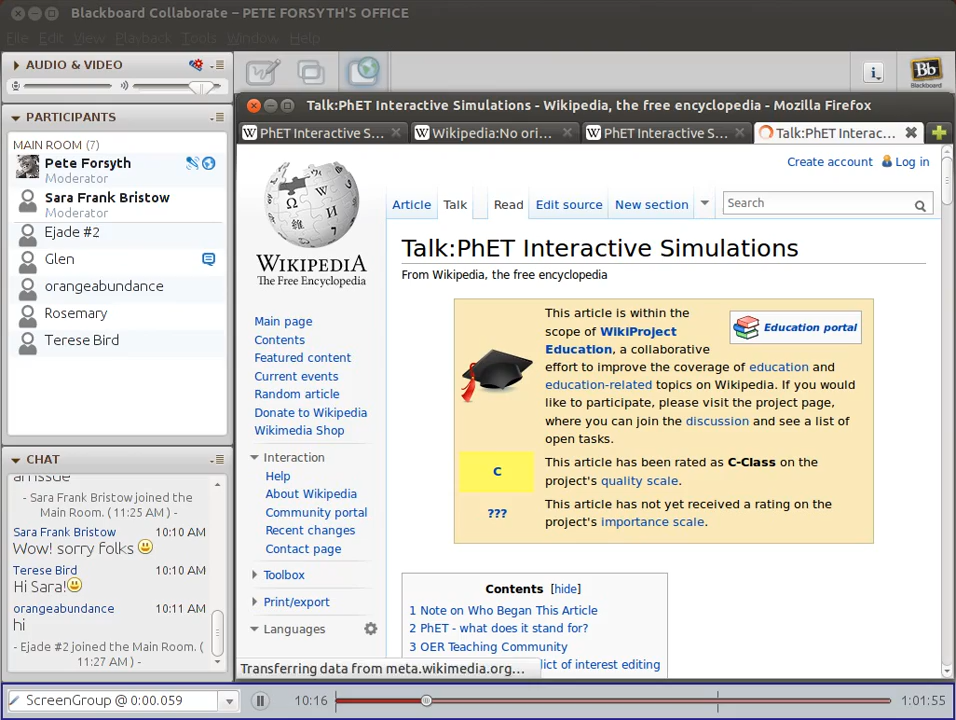 Blackboard Collaborate – PETE FORSYTH'S OFFICE
File Edit View Playback Tools Window Help
AUDIO & VIDEO
PARTICIPANTS
MAIN ROOM (7)
Pete Forsyth
Moderator
Sara Frank Bristow
Moderator
Ejade #2
Glen
orangeabundance
Rosemary
Terese Bird
CHAT
- Sara Frank Bristow joined the
Main Room. ( 11:25 AM ) -
Sara Frank Bristow 10:10 AM
Wow! sorry folks
Terese Bird 10:10 AM
Hi Sara!
orangeabundance 10:11 AM
hi
- Ejade #2 joined the Main Room. (
11:27 AM ) -
Bb
Blackboard
Talk:PhET Interactive Simulations - Wikipedia, the free encyclopedia - Mozilla Firefox
PhET Interactive S...
Wikipedia:No ori...
PhET Interactive S...
Talk:PhET Interac...
Create account Log in
WIKIPEDIA
The Free Encyclopedia
Main page
Contents
Featured content
Current events
Random article
Donate to Wikipedia
Wikimedia Shop
Interaction
Help
About Wikipedia
Community portal
Recent changes
Contact page
Toolbox
Print/export
Languages
Article Talk Read Edit source New section Search
Talk:PhET Interactive Simulations
From Wikipedia, the free encyclopedia
This article is within the
scope of WikiProject
Education, a collaborative
effort to improve the coverage of education and
education-related topics on Wikipedia. If you would
like to participate, please visit the project page,
where you can join the discussion and see a list of
open tasks.
Education portal
C
This article has been rated as C-Class on the
project's quality scale.
???
This article has not yet received a rating on the
project's importance scale.
Contents [hide]
1 Note on Who Began This Article
2 PhET - what does it stand for?
3 OER Teaching Community
lict of interest editing
Transferring data from meta.wikimedia.org...
ScreenGroup @ 0:00.059
10:16
1:01:55